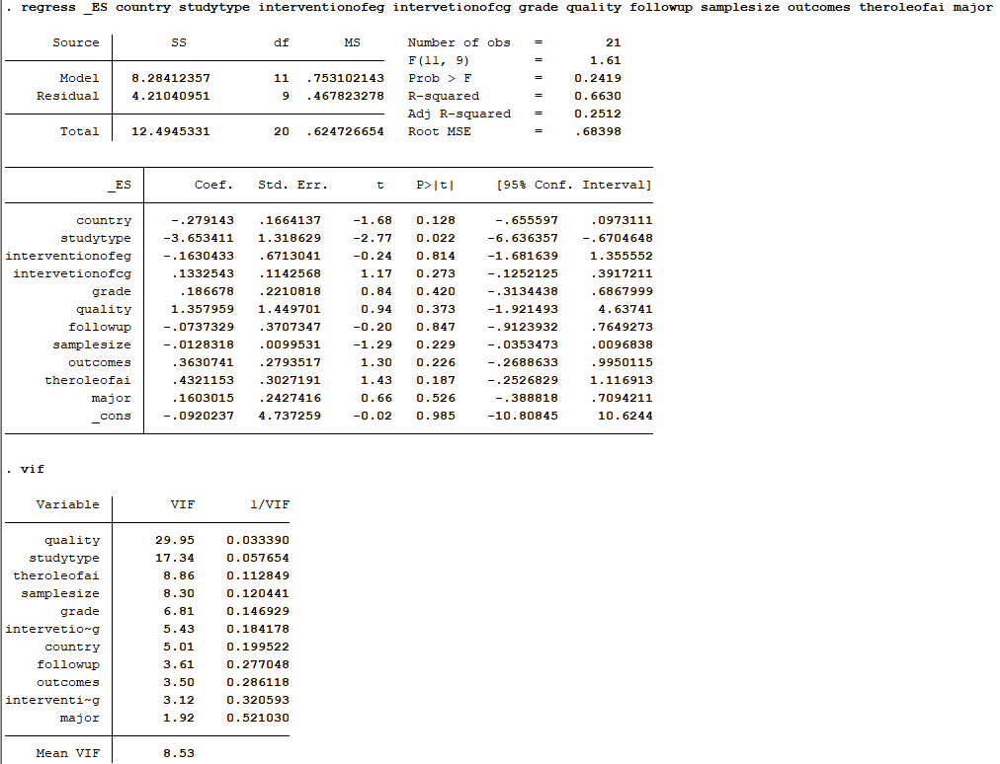 . regress _ES country studytype interventionofeg intervetionofcg grade quality followup samplesize outcomes theroleofai major
Source SS df MS Number of obs = 21
F(11, 9) = 1.61
Model 8.28412357 11 .753102143 Prob > F = 0.2419
Residual 4.21040951 9 .467823278 R-squared = 0.6630
Adj R-squared = 0.2512
Total 12.4945331 20 .624726654 Root MSE = .68398
_ES Coef. Std. Err. t P>|t| [95% Conf. Interval]
country -.279143 .1664137 -1.68 0.128 -.655597 .0973111
studytype -3.653411 1.318629 -2.77 0.022 -6.636357 -.6704648
interventionofeg -.1630433 .6713041 -0.24 0.814 -1.681639 1.355552
intervetionofcg .1332543 .1142568 1.17 0.273 -.1252125 .3917211
grade .186678 .2210818 0.84 0.420 -.3134438 .6867999
quality 1.357959 1.449701 0.94 0.373 -1.921493 4.63741
followup -.0737329 .3707347 -0.20 0.847 -.9123932 .7649273
samplesize -.0128318 .0099531 -1.29 0.229 -.0353473 .0096838
outcomes .3630741 .2793517 1.30 0.226 -.2688633 .9950115
theroleofai .4321153 .3027191 1.43 0.187 -.2526829 1.116913
major .1603015 .2427416 0.66 0.526 -.388818 .7094211
_cons -.0920237 4.737259 -0.02 0.985 -10.80845 10.6244
. vif
Variable VIF 1/VIF
quality 29.95 0.033390
studytype 17.34 0.057654
theroleofai 8.86 0.112849
samplesize 8.30 0.120441
grade 6.81 0.146929
intervetio~g 5.43 0.184178
country 5.01 0.199522
followup 3.61 0.277048
outcomes 3.50 0.286118
interventi~g 3.12 0.320593
major 1.92 0.521030
Mean VIF 8.53